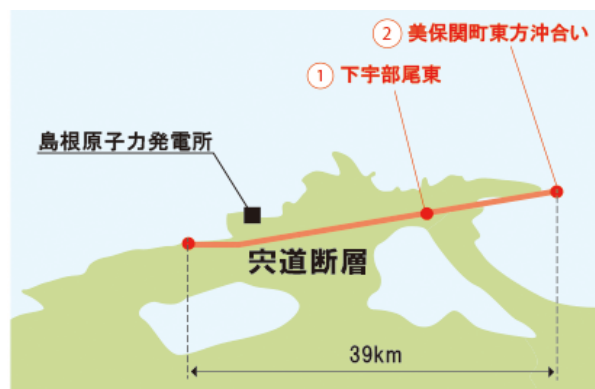 ② 美保関町東方沖合い
① 下宇部尾東
島根原子力発電所
宍道断層
39km